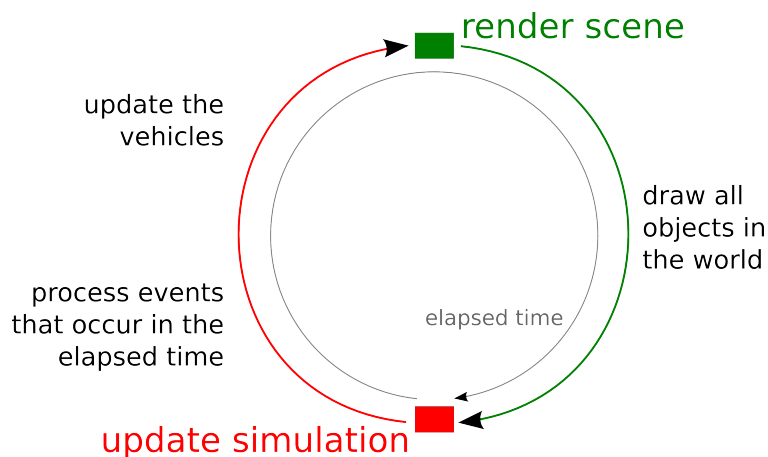 render scene
update the
vehicles
draw all
objects in
the world
process events
that occur in the
elapsed time
elapsed time
update simulation